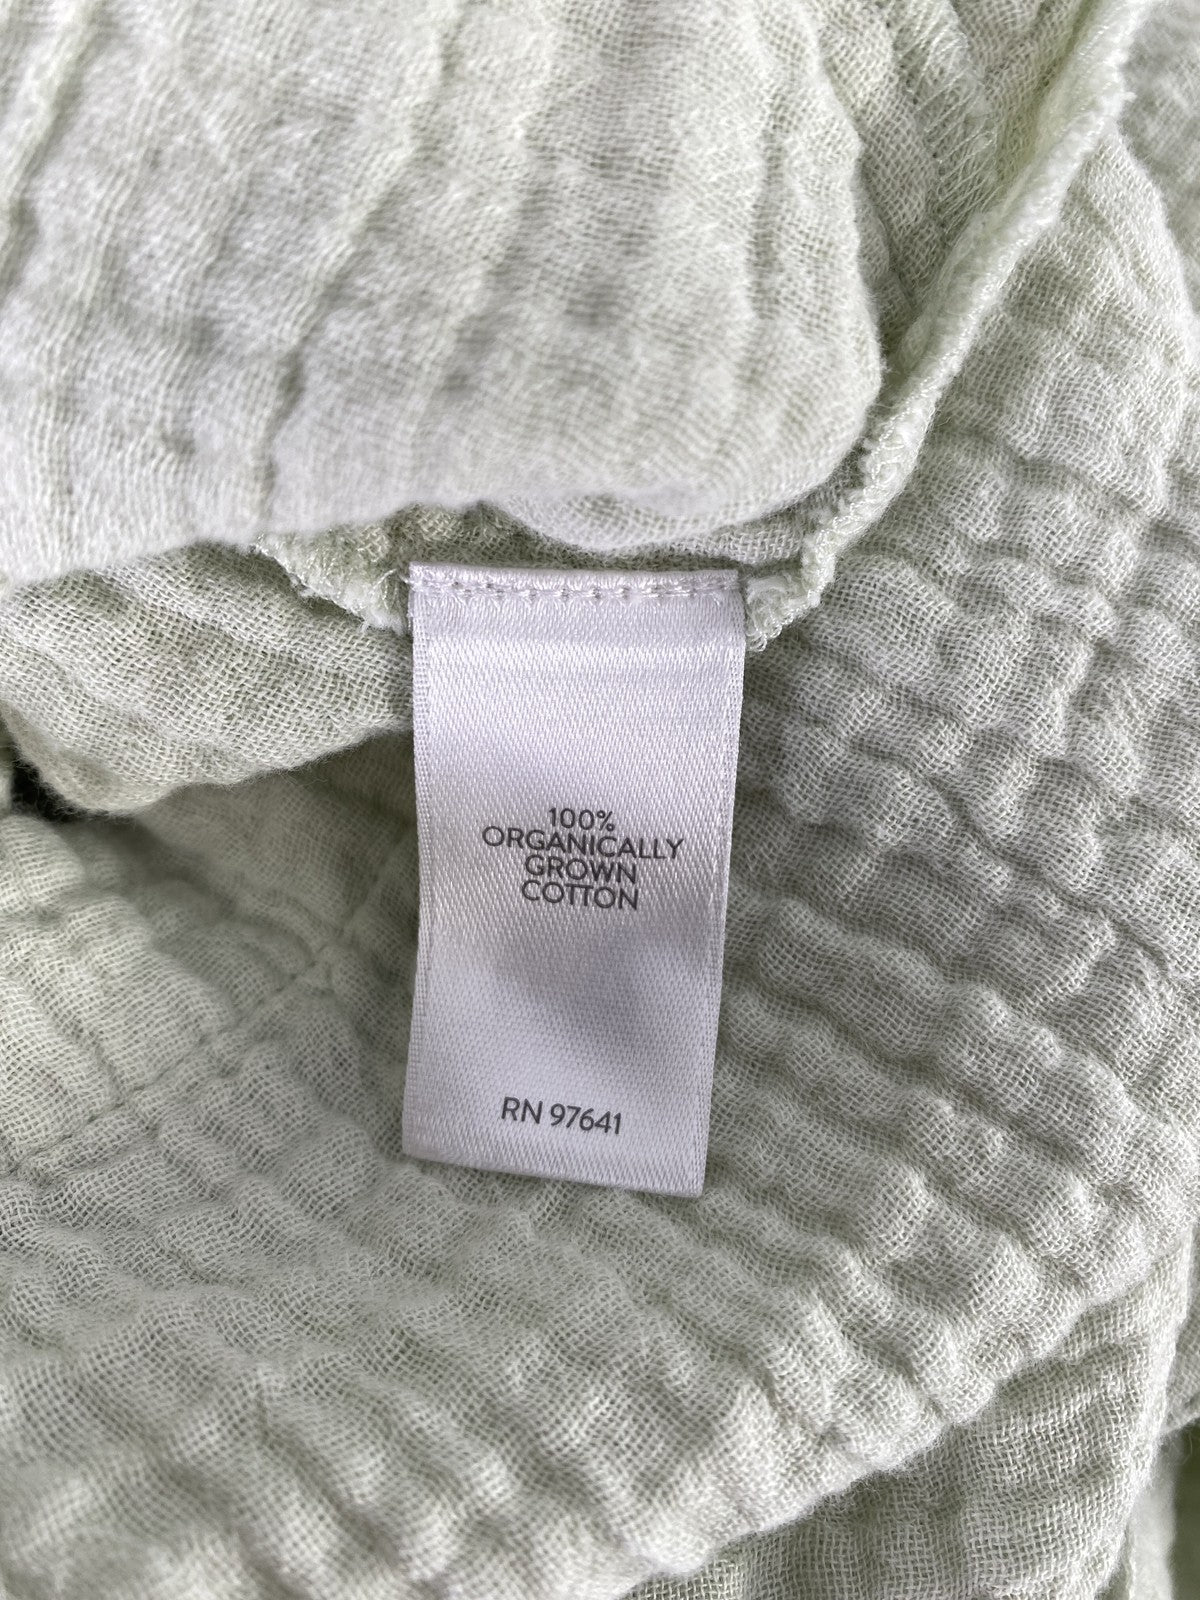 100%
ORGANICALLY
GROWN
COTTON
RN 97641